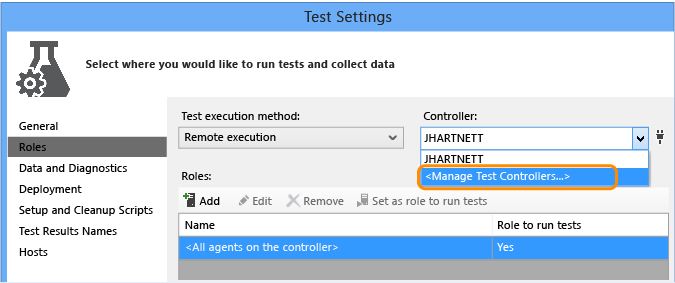 Test Settings
Select where you would like to run tests and collect data
General
Roles
Data and Diagnostics
Deployment
Setup and Cleanup Scripts
Test Results Names
Hosts
Test execution method:
Remote execution
Controller:
JHARTNETT
JHARTNETT
<Manage Test Controllers...>
Roles:
Add Edit Remove Set as role to run tests
Name Role to run tests
<All agents on the controller> Yes